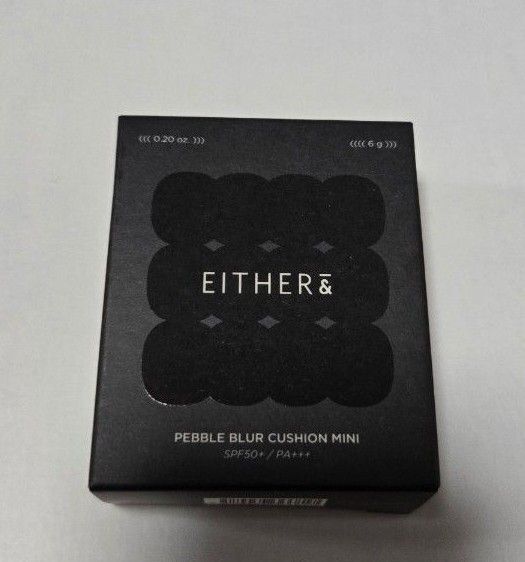 ((( 0.20 oz. )))
(((( 6 g )))
EITHER&
PEBBLE BLUR CUSHION MINI
SPF50+ / PA+++